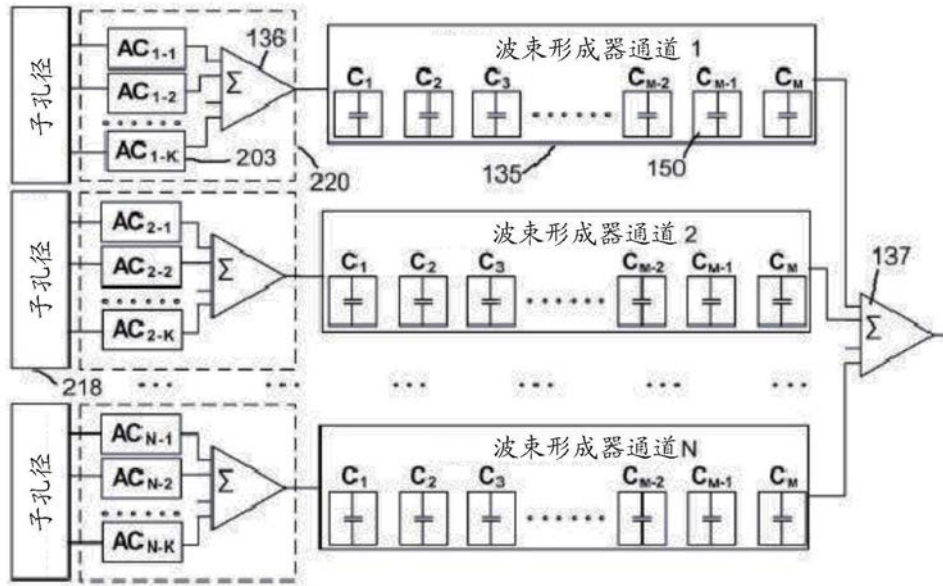 子孔径
AC1-1
AC1-2
AC1-K
Σ
136
203
220
波束形成器通道 1
C1 C2 C3 CM-2 CM-1 CM
135
150
子孔径
AC2-1
AC2-2
AC2-K
Σ
波束形成器通道 2
C1 C2 C3 CM-2 CM-1 CM
137
Σ
218
子孔径
ACN-1
ACN-2
ACN-K
Σ
波束形成器通道 N
C1 C2 C3 CM-2 CM-1 CM